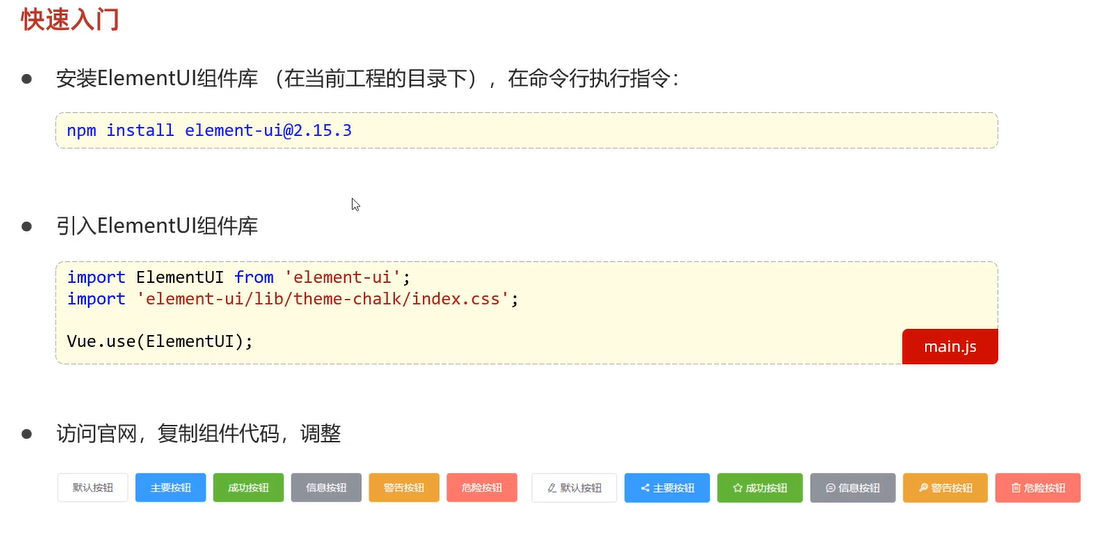 快速入门
安装ElementUI组件库 （在当前工程的目录下），在命令行执行指令：
npm install element-ui@2.15.3
引入ElementUI组件库
import ElementUI from 'element-ui';
import 'element-ui/lib/theme-chalk/index.css';
Vue.use(ElementUI);
main.js
访问官网，复制组件代码，调整
默认按钮 主要按钮 成功按钮 信息按钮 警告按钮 危险按钮 默认按钮 主要按钮 成功按钮 信息按钮 警告按钮 危险按钮